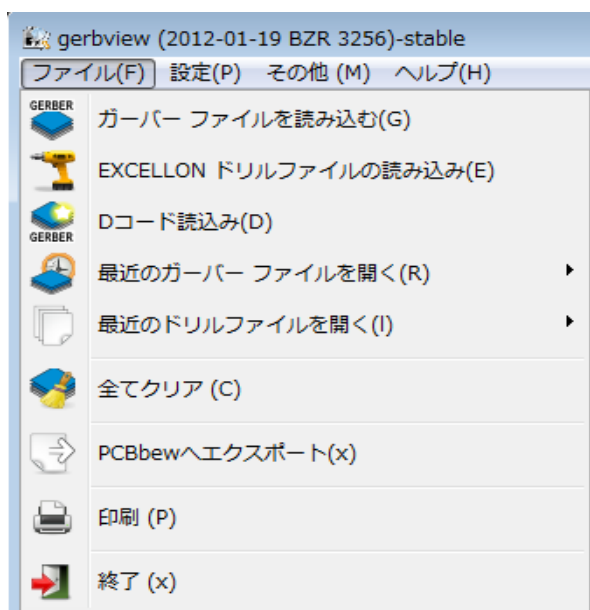 gerbview (2012-01-19 BZR 3256)-stable
ファイル(F) 設定(P) その他 (M) ヘルプ(H)
GERBER ガーバー ファイルを読み込む(G)
EXCELLON ドリルファイルの読み込み(E)
GERBER Dコード読込み(D)
最近のガーバー ファイルを開く(R)
最近のドリルファイルを開く(l)
全てクリア (C)
PCBbewへエクスポート(x)
印刷 (P)
終了 (x)